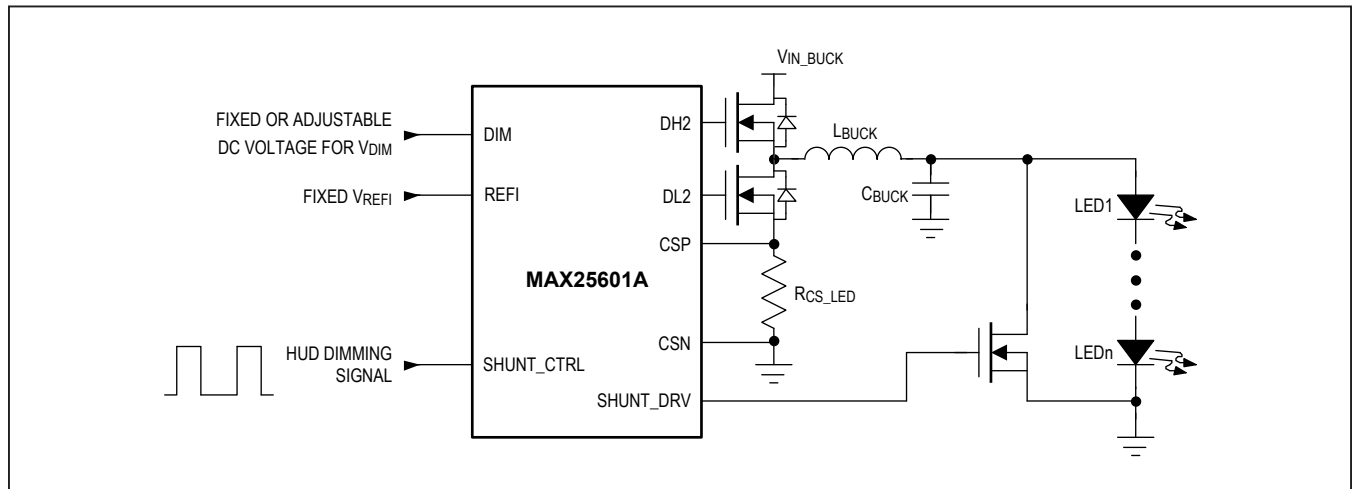 VIN_BUCK
FIXED OR ADJUSTABLE
DC VOLTAGE FOR VDIM
DIM
DH2
LBUCK
FIXED VREFI
REFI
DL2
CBUCK
LED1
CSP
MAX25601A
RCS_LED
HUD DIMMING
SIGNAL
SHUNT_CTRL
CSN
LEDn
SHUNT_DRV